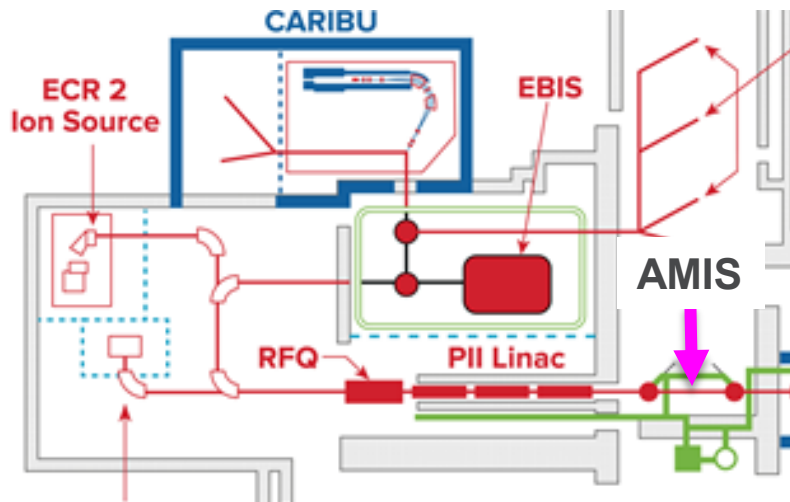 CARIBU
ECR 2
Ion Source
EBIS
AMIS
RFQ
PII Linac